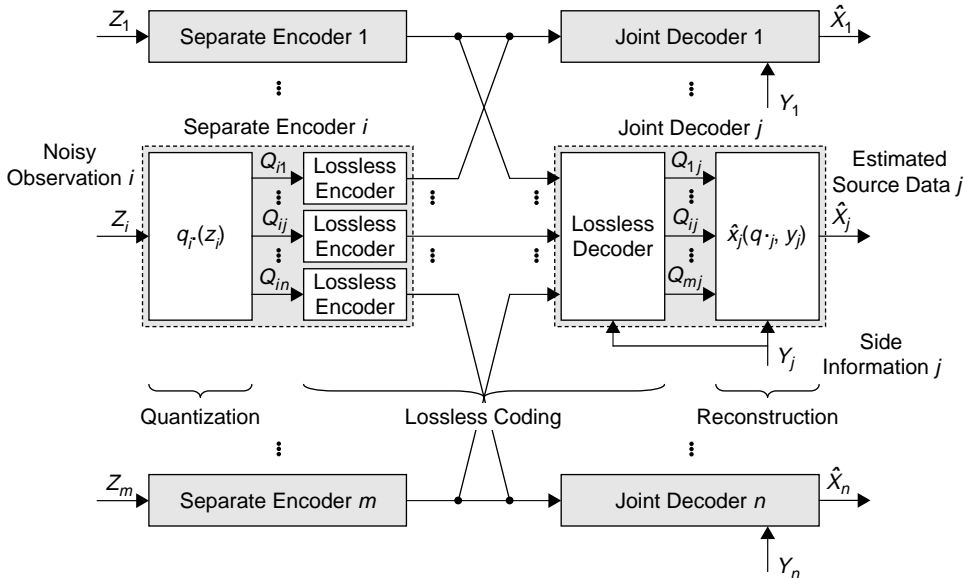 Z1
Separate Encoder 1
Joint Decoder 1
X̂1
Y1
Separate Encoder i
Joint Decoder j
Noisy
Observation i
Zi
qi·(zi)
Qi1
Lossless
Encoder
Qij
Lossless
Encoder
Qin
Lossless
Encoder
Lossless
Decoder
Q1j
Qij
Qmj
x̂j(q·j, yj)
Estimated
Source Data j
X̂j
Yj
Side
Information j
Quantization
Lossless Coding
Reconstruction
Zm
Separate Encoder m
Joint Decoder n
X̂n
Yn